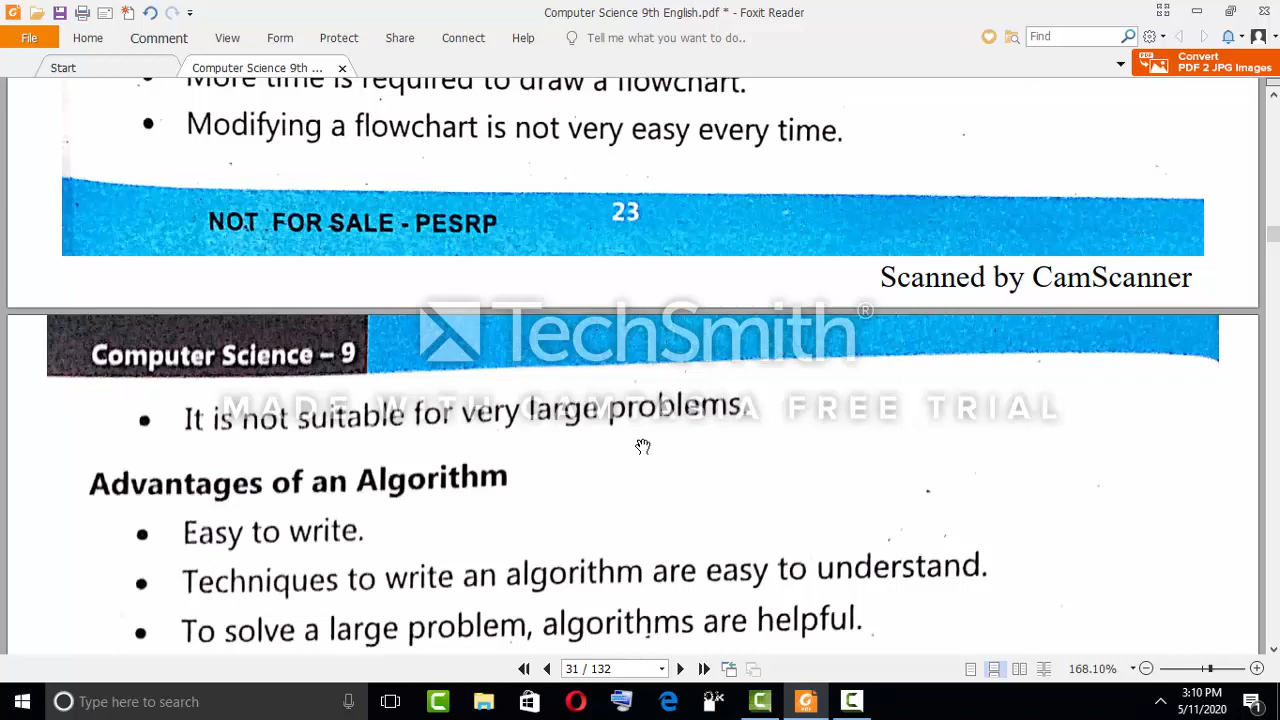 Computer Science 9th English.pdf * - Foxit Reader
File Home Comment View Form Protect Share Connect Help Tell me what you want to do.. Find
Start Computer Science 9th ... Convert
PDF 2 JPG Images
More time is required to draw a flowchart.
• Modifying a flowchart is not very easy every time.
NOT FOR SALE - PESRP 23
Scanned by CamScanner
TechSmith®
Computer Science – 9
MADE WITH CAMTASIA FREE TRIAL
• It is not suitable for very large problems.
Advantages of an Algorithm
• Easy to write.
• Techniques to write an algorithm are easy to understand.
• To solve a large problem, algorithms are helpful.
31 / 132 168.10%
Type here to search 3:10 PM
5/11/2020